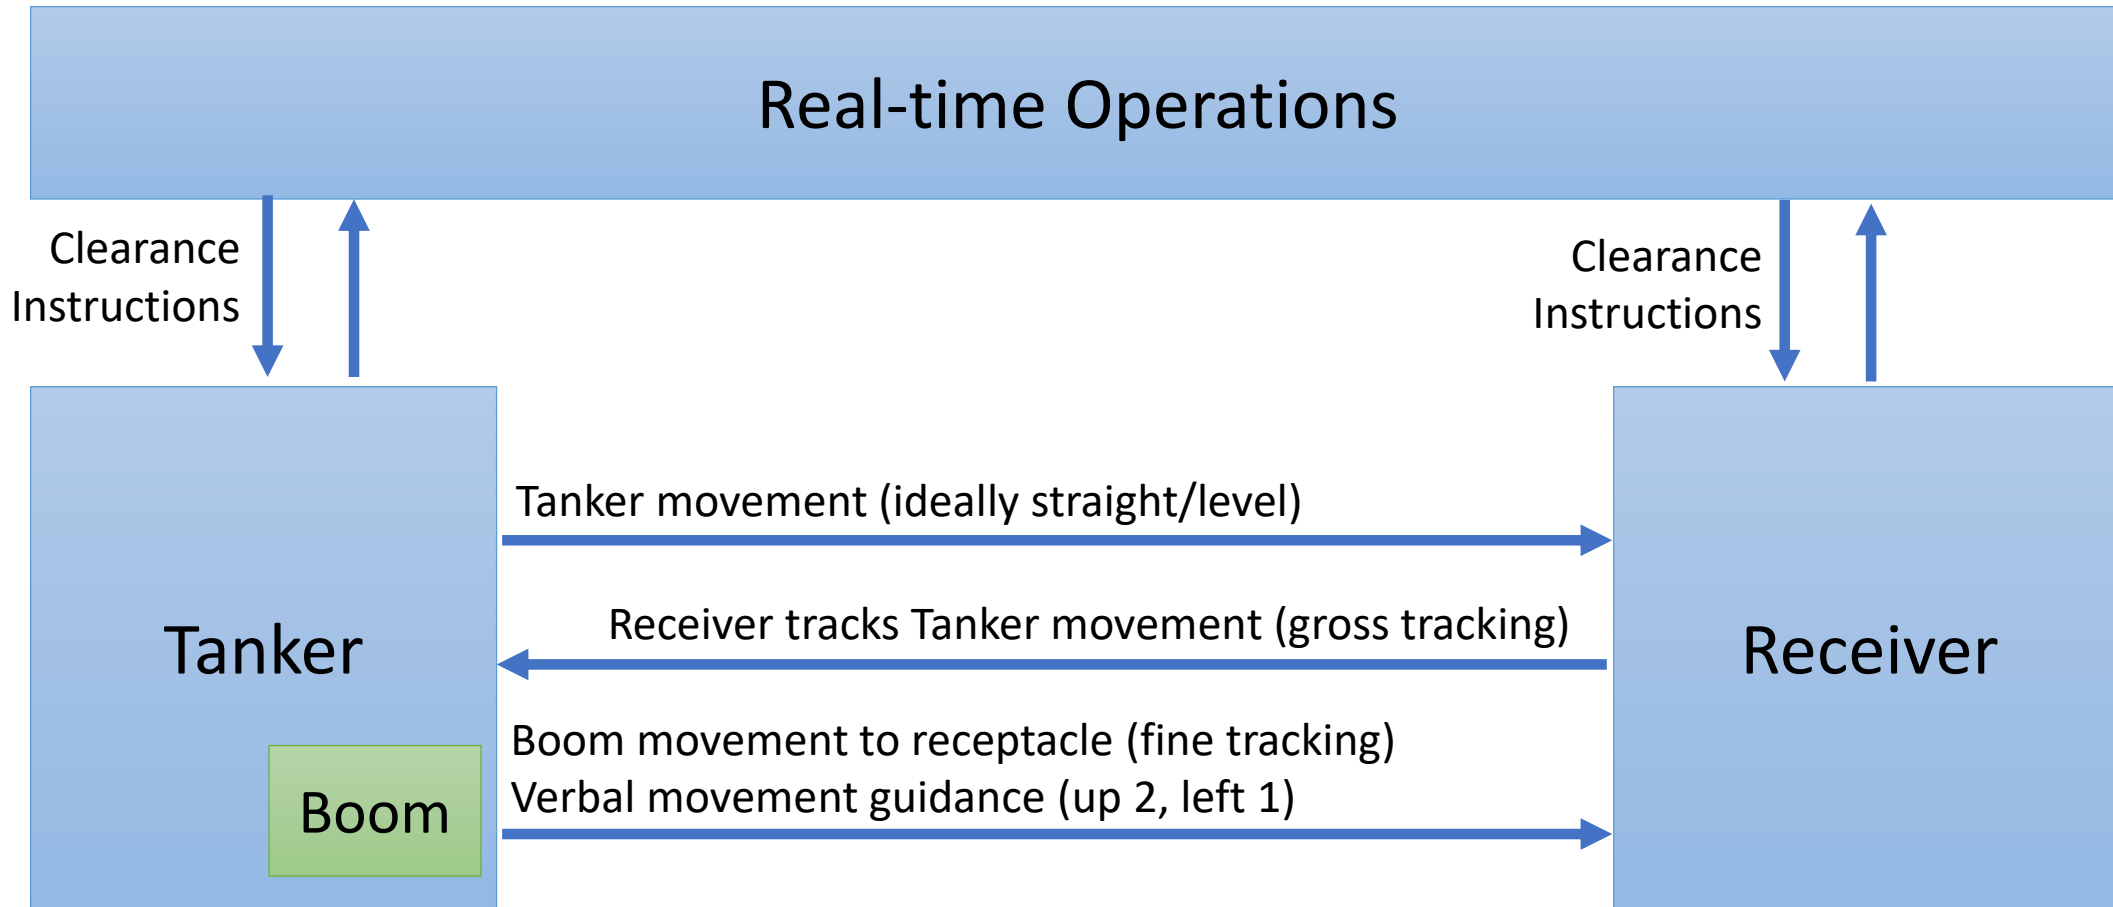 Real-time Operations
Clearance
Instructions
Clearance
Instructions
Tanker movement (ideally straight/level)
Receiver tracks Tanker movement (gross tracking)
Tanker
Receiver
Boom movement to receptacle (fine tracking)
Verbal movement guidance (up 2, left 1)
Boom